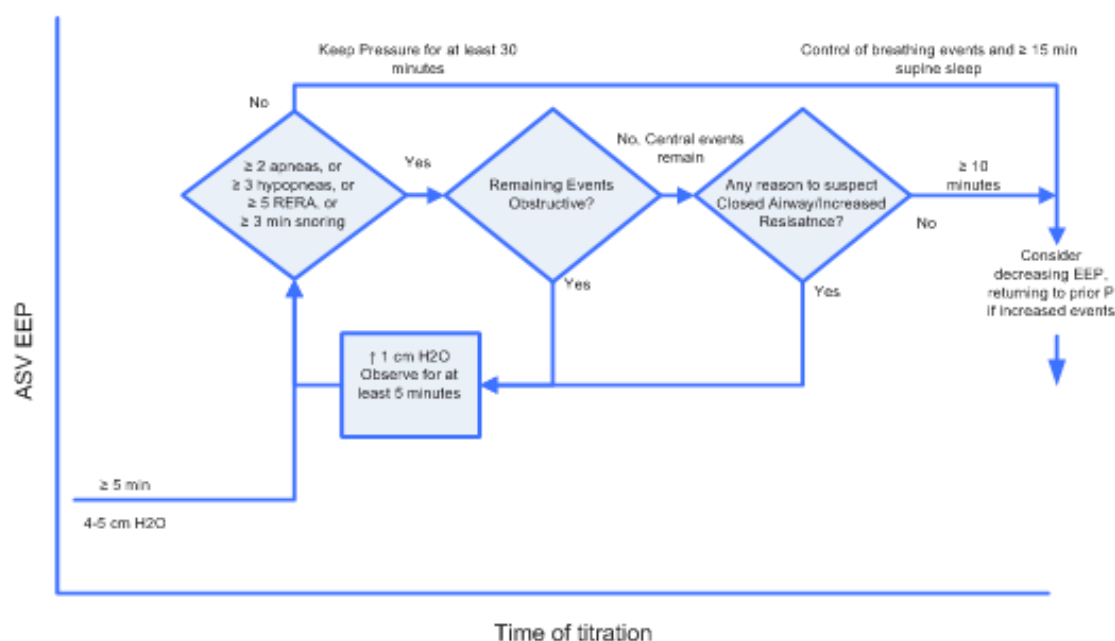 Keep Pressure for at least 30
minutes
Control of breathing events and ≥ 15 min
supine sleep
No
≥ 2 apneas, or
≥ 3 hypopneas, or
≥ 5 RERA, or
≥ 3 min snoring
Yes
Remaining Events
Obstructive?
No, Central events
remain
Any reason to suspect
Closed Airway/Increased
Resisatnce?
≥ 10
minutes
No
Consider
decreasing EEP,
returning to prior P
if increased events
Yes
Yes
↑ 1 cm H2O
Observe for at
least 5 minutes
ASV EEP
≥ 5 min
4-5 cm H2O
Time of titration